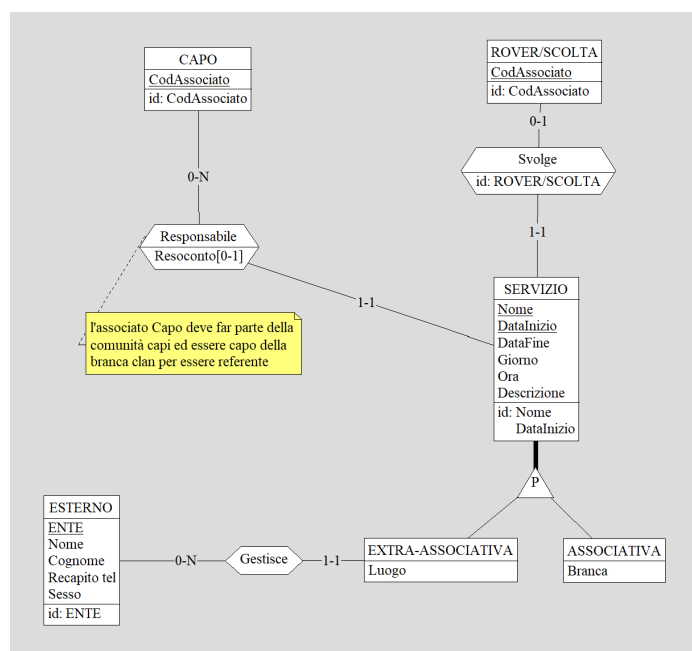 CAPO
CodAssociato
id: CodAssociato
ROVER/SCOLTA
CodAssociato
id: CodAssociato
0-1
Svolge
id: ROVER/SCOLTA
0-N
1-1
Responsabile
Resoconto[0-1]
1-1
l'associato Capo deve far parte della
comunità capi ed essere capo della
branca clan per essere referente
SERVIZIO
Nome
DataInizio
DataFine
Giorno
Ora
Descrizione
id: Nome
DataInizio
P
ESTERNO
ENTE
Nome
Cognome
Recapito tel
Sesso
id: ENTE
0-N
Gestisce
1-1
EXTRA-ASSOCIATIVA
Luogo
ASSOCIATIVA
Branca